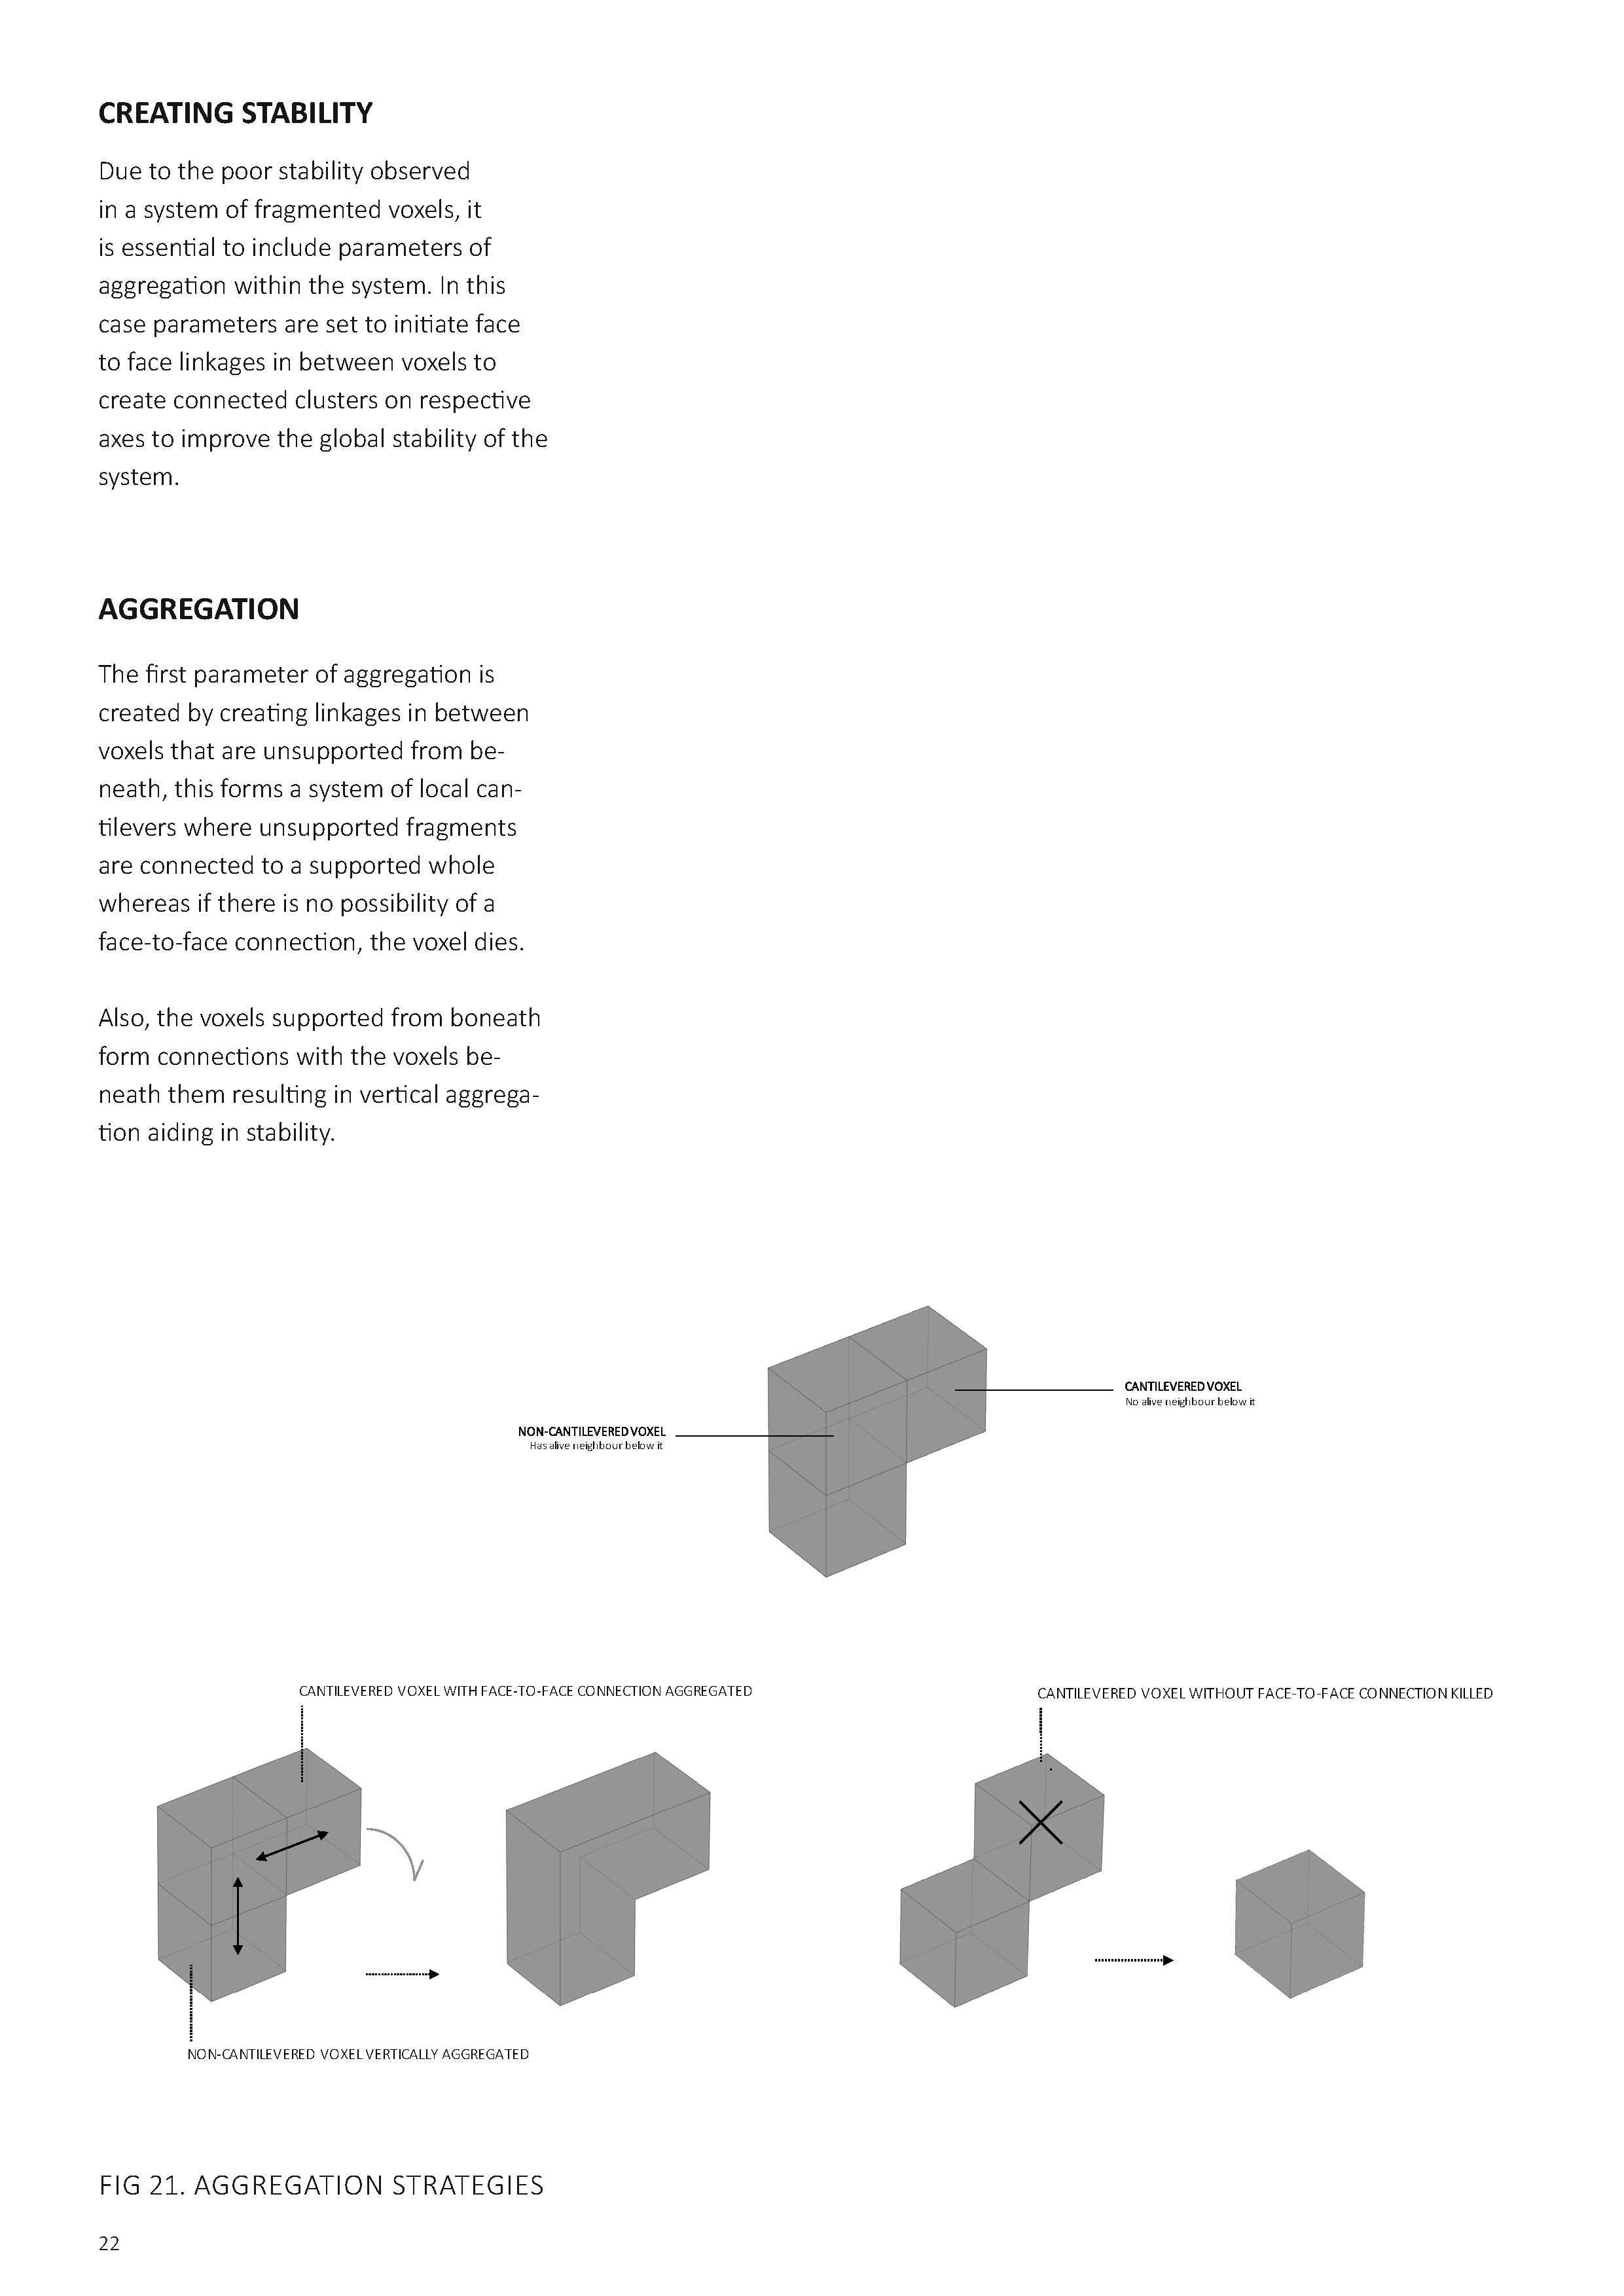 CREATING STABILITY
Due to the poor stability observed
in a system of fragmented voxels, it
is essential to include parameters of
aggregation within the system. In this
case parameters are set to initiate face
to face linkages in between voxels to
create connected clusters on respective
axes to improve the global stability of the
system.
AGGREGATION
The first parameter of aggregation is
created by creating linkages in between
voxels that are unsupported from be-
neath, this forms a system of local can-
tilevers where unsupported fragments
are connected to a supported whole
whereas if there is no possibility of a
face-to-face connection, the voxel dies.
Also, the voxels supported from boneath
form connections with the voxels be-
neath them resulting in vertical aggrega-
tion aiding in stability.
CANTILEVERED VOXEL
No alive neighbour below it
NON-CANTILEVERED VOXEL
Has alive neighbour below it
CANTILEVERED VOXEL WITH FACE-TO-FACE CONNECTION AGGREGATED
CANTILEVERED VOXEL WITHOUT FACE-TO-FACE CONNECTION KILLED
NON-CANTILEVERED VOXEL VERTICALLY AGGREGATED
FIG 21. AGGREGATION STRATEGIES
22